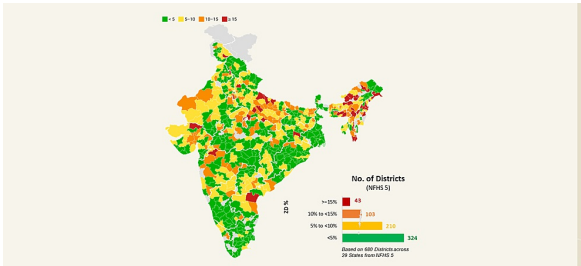 < 5 5-10 10-15 ≥ 15
No. of Districts
(NFHS 5)
ZD %
>=15% 43
10% to <15% 103
5% to <10% 210
<5% 324
Based on 680 Districts across
29 States from NFHS 5